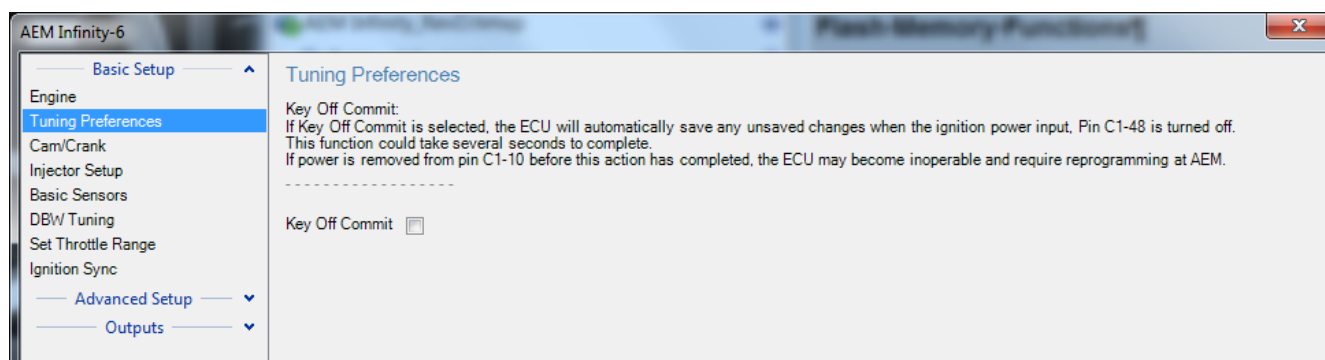 AEM Infinity-6
Flash-Memory-Functions¶
Basic Setup
Engine
Tuning Preferences
Cam/Crank
Injector Setup
Basic Sensors
DBW Tuning
Set Throttle Range
Ignition Sync
Advanced Setup
Outputs
Tuning Preferences
Key Off Commit:
If Key Off Commit is selected, the ECU will automatically save any unsaved changes when the ignition power input, Pin C1-48 is turned off.
This function could take several seconds to complete.
If power is removed from pin C1-10 before this action has completed, the ECU may become inoperable and require reprogramming at AEM.
- - - - - - - - - - - - - - - - - -
Key Off Commit